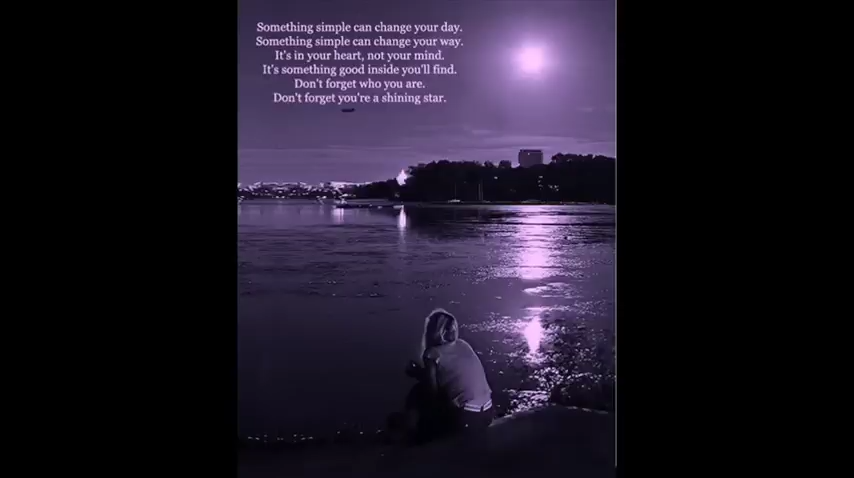 Something simple can change your day.
Something simple can change your way.
It's in your heart, not your mind.
It's something good inside you'll find.
Don't forget who you are.
Don't forget you're a shining star.